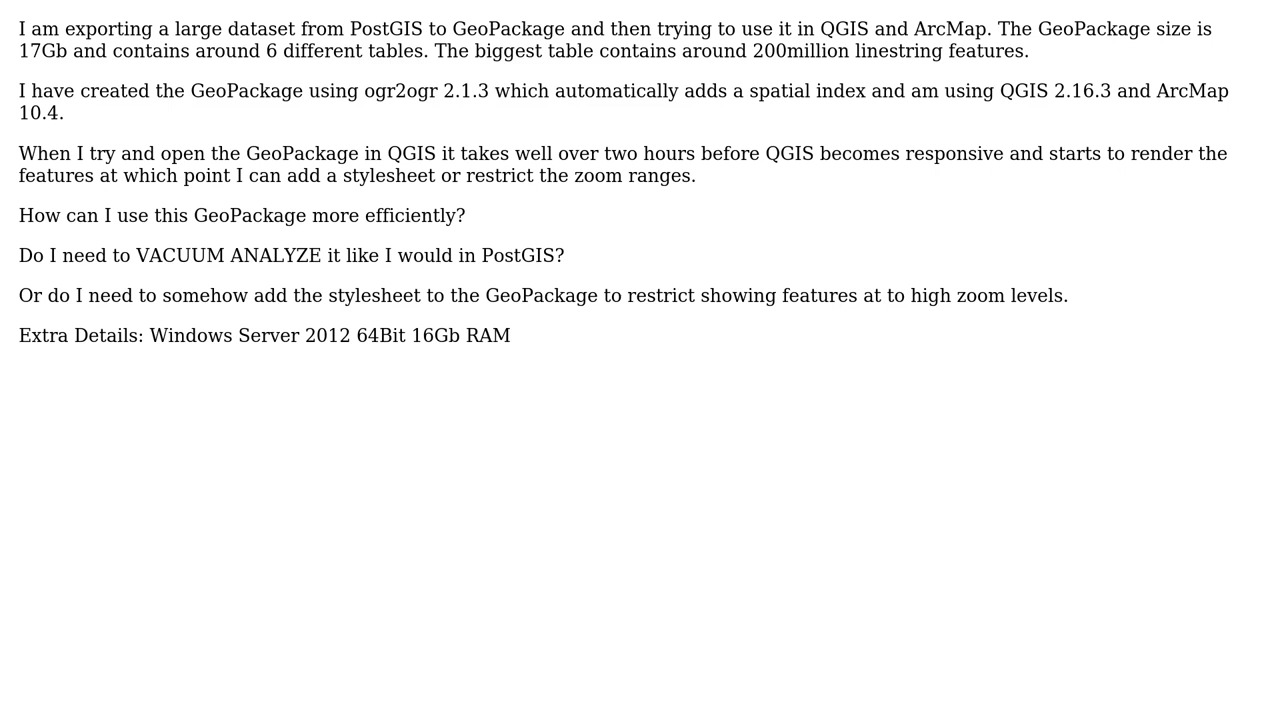 I am exporting a large dataset from PostGIS to GeoPackage and then trying to use it in QGIS and ArcMap. The GeoPackage size is
17Gb and contains around 6 different tables. The biggest table contains around 200million linestring features.
I have created the GeoPackage using ogr2ogr 2.1.3 which automatically adds a spatial index and am using QGIS 2.16.3 and ArcMap
10.4.
When I try and open the GeoPackage in QGIS it takes well over two hours before QGIS becomes responsive and starts to render the
features at which point I can add a stylesheet or restrict the zoom ranges.
How can I use this GeoPackage more efficiently?
Do I need to VACUUM ANALYZE it like I would in PostGIS?
Or do I need to somehow add the stylesheet to the GeoPackage to restrict showing features at to high zoom levels.
Extra Details: Windows Server 2012 64Bit 16Gb RAM